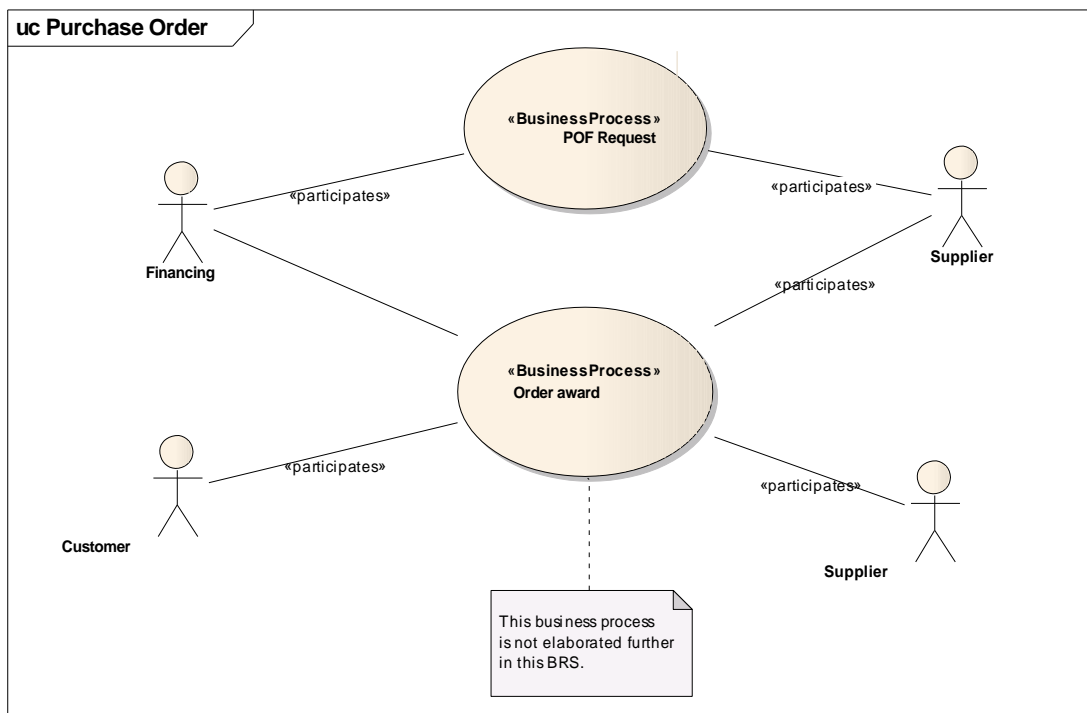 uc Purchase Order
«BusinessProcess»
POF Request
«participates»
«participates»
Financing
Supplier
«participates»
«BusinessProcess»
Order award
«participates»
«participates»
Customer
Supplier
This business process
is not elaborated further
in this BRS.